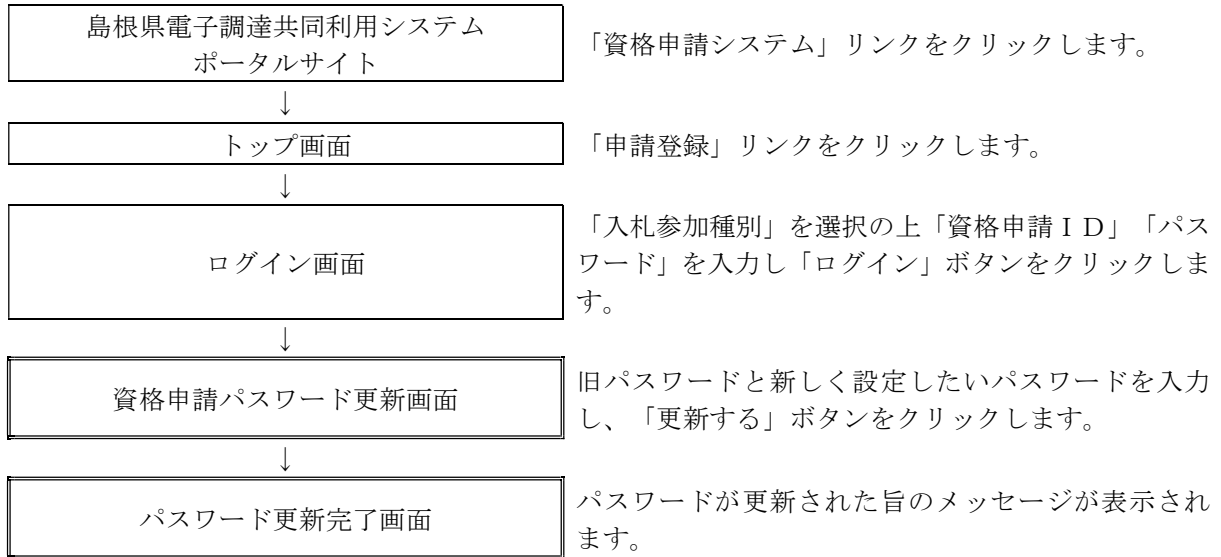 島根県電子調達共同利用システム
ポータルサイト
「資格申請システム」リンクをクリックします。
↓
トップ画面
「申請登録」リンクをクリックします。
↓
ログイン画面
「入札参加種別」を選択の上「資格申請ＩＤ」「パス
ワード」を入力し「ログイン」ボタンをクリックしま
す。
↓
資格申請パスワード更新画面
旧パスワードと新しく設定したいパスワードを入力
し、「更新する」ボタンをクリックします。
↓
パスワード更新完了画面
パスワードが更新された旨のメッセージが表示され
ます。